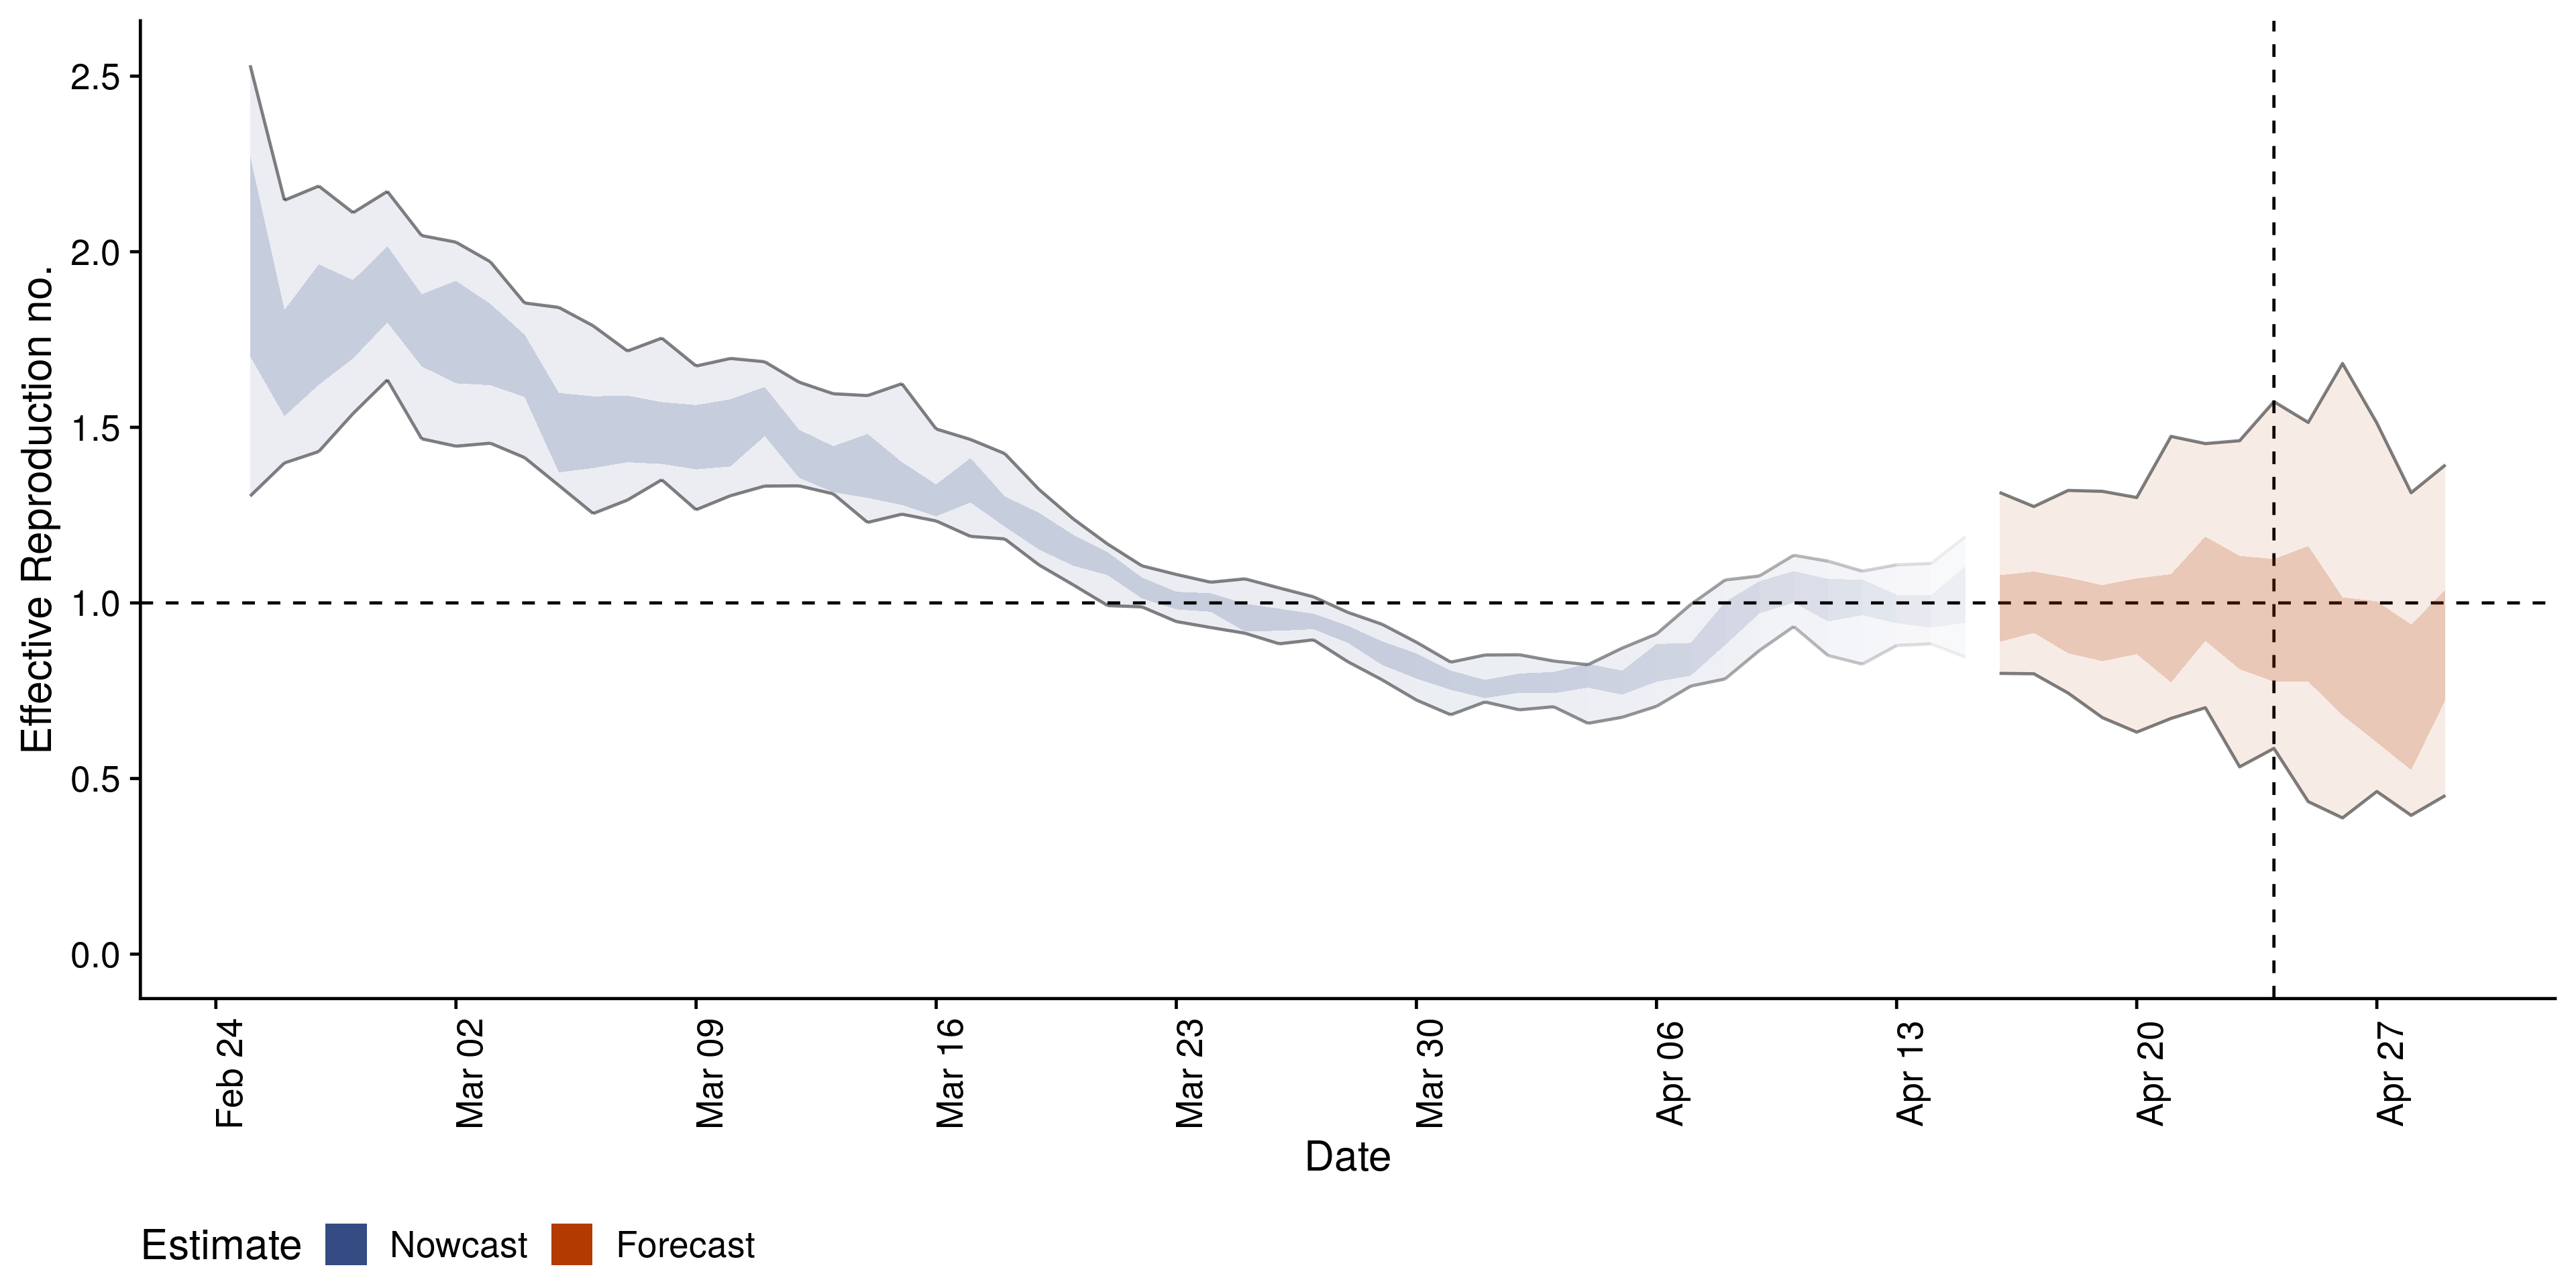 Effective Reproduction no.
2.5
2.0
1.5
1.0
0.5
0.0
Feb 24
Mar 02
Mar 09
Mar 16
Mar 23
Mar 30
Apr 06
Apr 13
Apr 20
Apr 27
Date
Estimate Nowcast Forecast